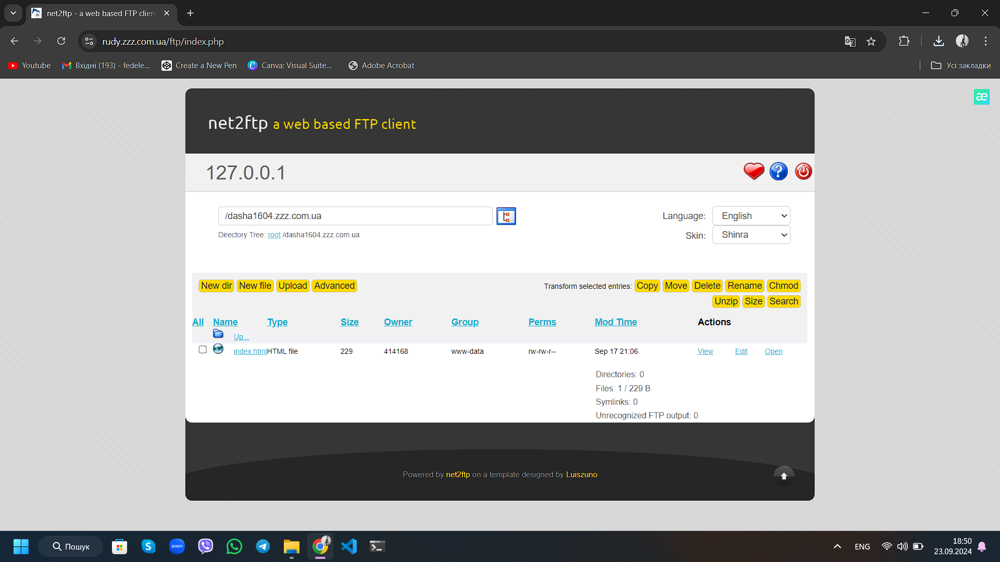 net2ftp - a web based FTP clien
rudy.zzz.com.ua/ftp/index.php
Youtube
Вхідні (193) - fedele...
Create a New Pen
Canva: Visual Suite...
Adobe Acrobat
Усі закладки
æ
net2ftp a web based FTP client
127.0.0.1
/dasha1604.zzz.com.ua
Language: English
Directory Tree: root /dasha1604.zzz.com.ua
Skin: Shinra
New dir New file Upload Advanced
Transform selected entries: Copy Move Delete Rename Chmod
Unzip Size Search
All Name Type Size Owner Group Perms Mod Time Actions
Up ..
index.html HTML file 229 414168 www-data rw-rw-r-- Sep 17 21:06 View Edit Open
Directories: 0
Files: 1 / 229 B
Symlinks: 0
Unrecognized FTP output: 0
Powered by net2ftp on a template designed by Luiszuno
Пошук
zoom
ENG
18:50
23.09.2024